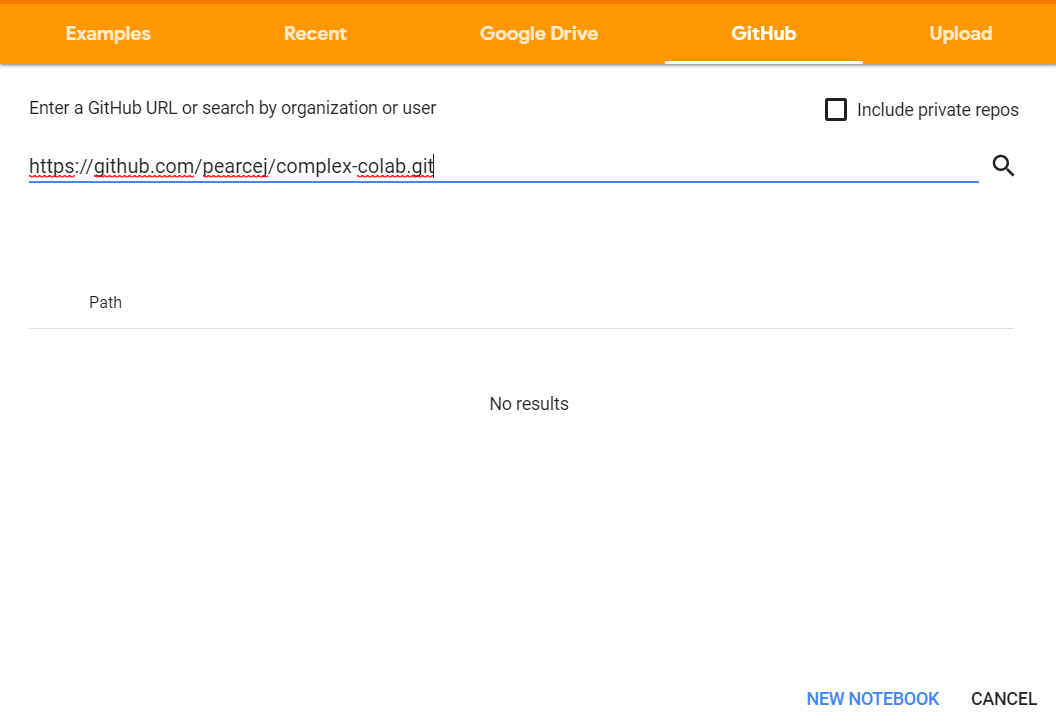 Examples Recent Google Drive GitHub Upload
Enter a GitHub URL or search by organization or user Include private repos
https://github.com/pearcej/complex-colab.git
Path
No results
NEW NOTEBOOK CANCEL